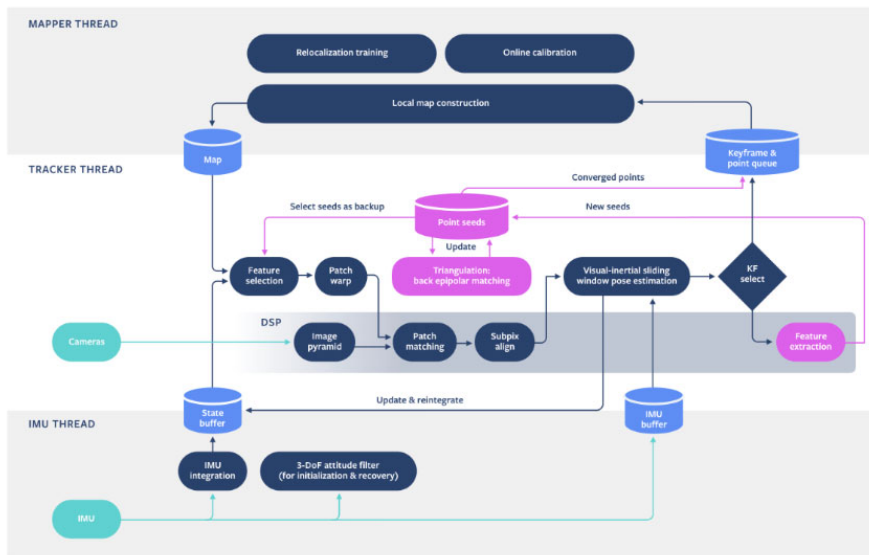 MAPPER THREAD
Relocalization training
Online calibration
Local map construction
Map
Keyframe &
point queue
TRACKER THREAD
Converged points
Select seeds as backup
Point seeds
New seeds
Update
Feature
selection
Patch
warp
Triangulation:
back epipolar matching
Visual-inertial sliding
window pose estimation
KF
select
DSP
Cameras
Image
pyramid
Patch
matching
Subpix
align
Feature
extraction
Update & reintegrate
State
buffer
IMU
buffer
IMU THREAD
IMU
integration
3-DoF attitude filter
(for initialization & recovery)
IMU